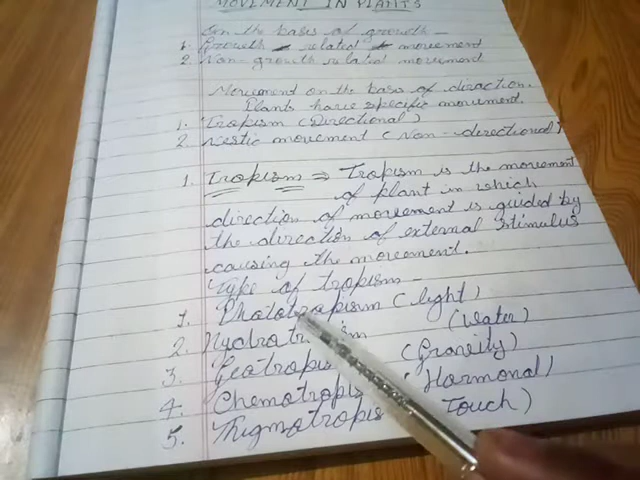 MOVEMENT IN PLANTS
On the basis of growth -
1. Growth related movement
2. Non-growth related movement
Movement on the basis of direction.
Plants have specific movement.
1. Tropism (Directional)
2. Nestic movement (Non-directional)
1. Tropism ⇒ Tropism is the movement
of plant in which
direction of movement is guided by
the direction of external stimulus
causing the movement.
Type of tropism -
1. Phototropism (light)
2. Hydrotropism (Water)
3. Geotropis (Gravity)
4. Chemotropis (Harmonal)
5. Thigmotropis Touch)